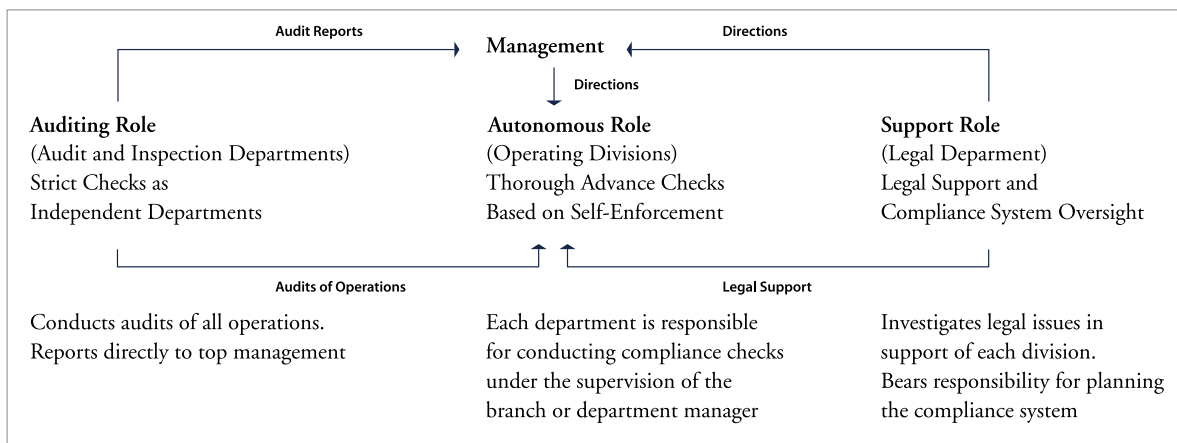 Audit Reports
Management
Directions
Directions
Auditing Role
(Audit and Inspection Departments)
Strict Checks as
Independent Departments
Autonomous Role
(Operating Divisions)
Thorough Advance Checks
Based on Self-Enforcement
Support Role
(Legal Deparment)
Legal Support and
Compliance System Oversight
Audits of Operations
Legal Support
Conducts audits of all operations.
Reports directly to top management
Each department is responsible
for conducting compliance checks
under the supervision of the
branch or department manager
Investigates legal issues in
support of each division.
Bears responsibility for planning
the compliance system